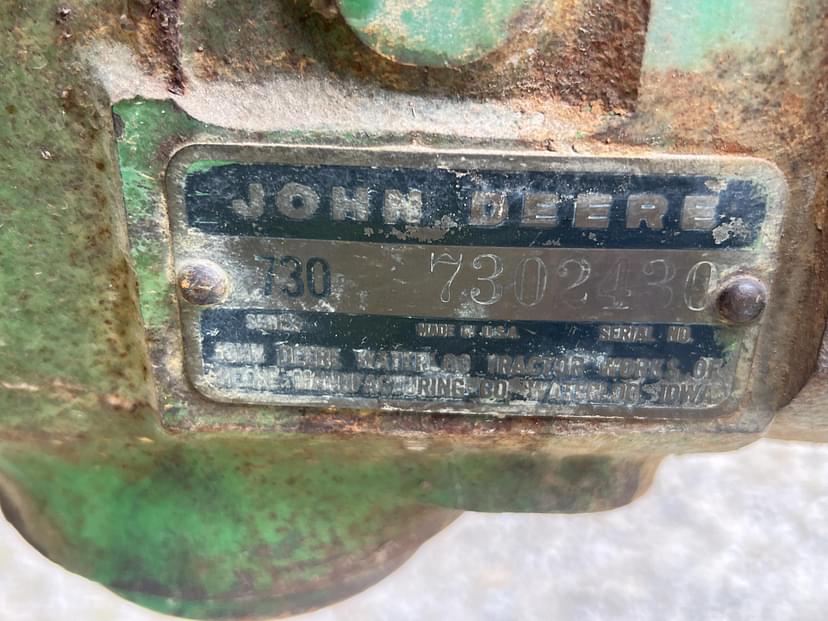 JOHN DEERE
730 7302430
SERIES MADE IN U.S.A. SERIAL NO.
JOHN DEERE WATERLOO TRACTOR WORKS OF
DEERE MANUFACTURING CO. WATERLOO IOWA